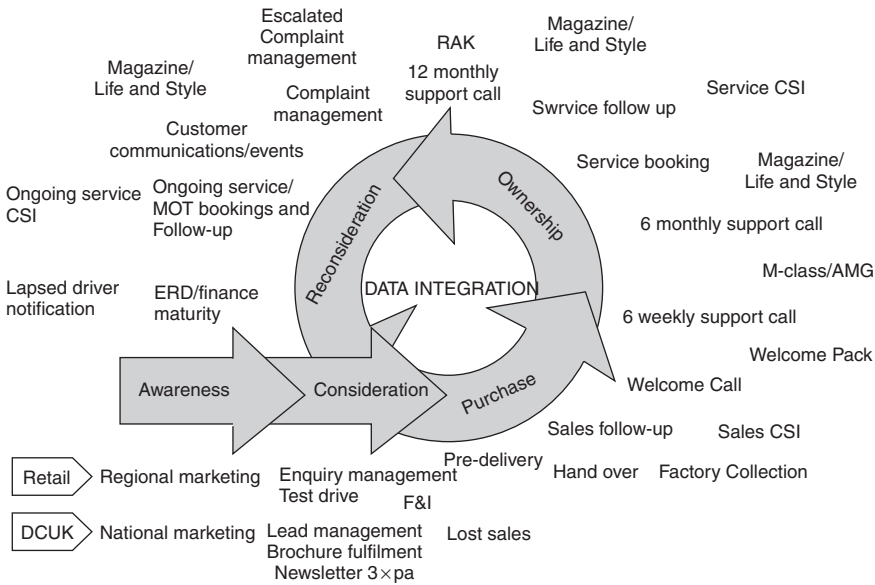 Escalated
Complaint
management
RAK
12 monthly
support call
Magazine/
Life and Style
Magazine/
Life and Style
Complaint
management
Swrvice follow up
Service CSI
Customer
communications/events
Service booking
Magazine/
Life and Style
Ongoing service
CSI
Ongoing service/
MOT bookings and
Follow-up
Reconsideration
Ownership
6 monthly support call
M-class/AMG
DATA INTEGRATION
Lapsed driver
notification
ERD/finance
maturity
6 weekly support call
Welcome Pack
Awareness
Consideration
Purchase
Welcome Call
Sales follow-up
Sales CSI
Retail
Regional marketing
Enquiry management
Test drive
Pre-delivery
Hand over
Factory Collection
F&I
DCUK
National marketing
Lead management
Brochure fulfilment
Newsletter 3×pa
Lost sales